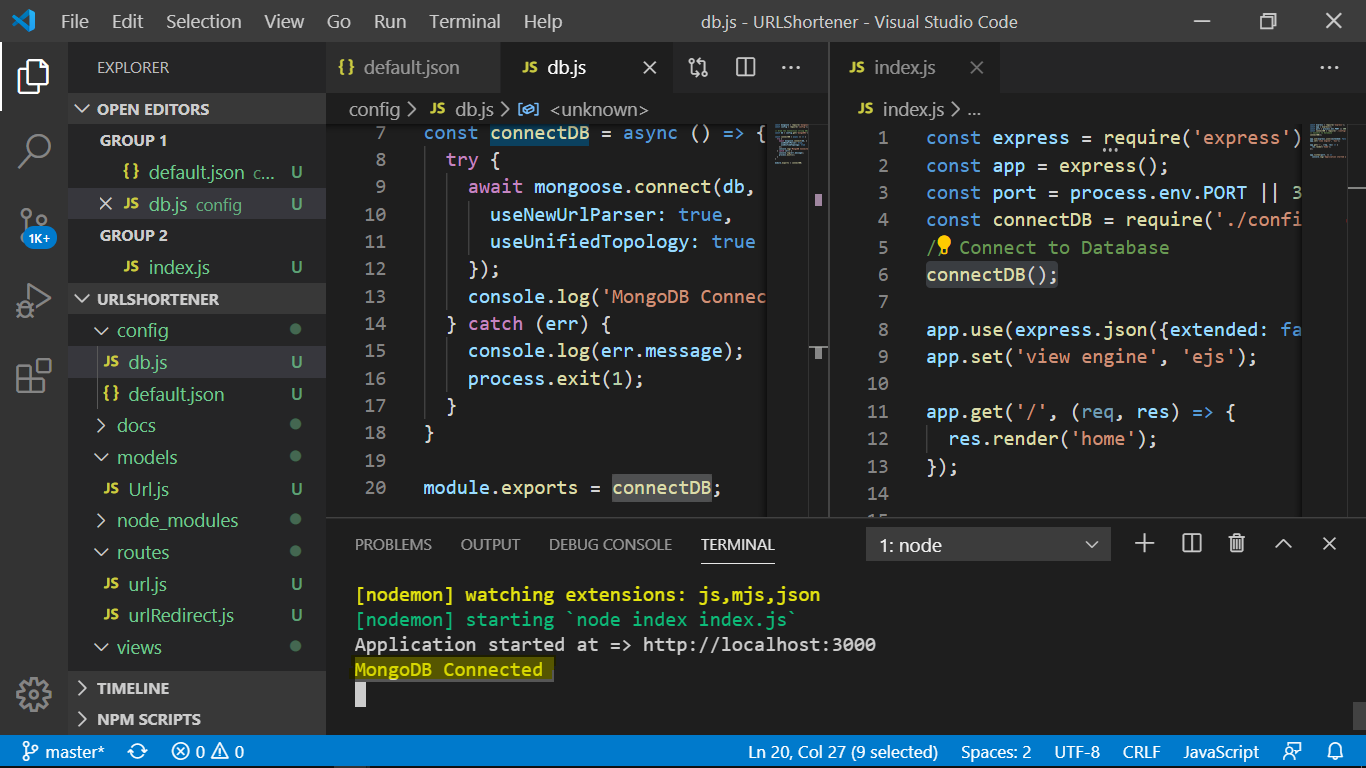 File Edit Selection View Go Run Terminal Help db.js - URLShortener - Visual Studio Code
EXPLORER
OPEN EDITORS
GROUP 1
{} default.json c... U
JS db.js config U
GROUP 2
JS index.js U
URLSHORTENER
config
JS db.js U
{} default.json U
docs
models
JS Url.js U
node_modules
routes
JS url.js U
JS urlRedirect.js U
views
TIMELINE
NPM SCRIPTS
1K+
{} default.json JS db.js
config > JS db.js > <unknown>
7 const connectDB = async () => {
8 try {
9 await mongoose.connect(db,
10 useNewUrlParser: true,
11 useUnifiedTopology: true
12 });
13 console.log('MongoDB Connec
14 } catch (err) {
15 console.log(err.message);
16 process.exit(1);
17 }
18 }
19
20 module.exports = connectDB;
JS index.js
JS index.js > ...
1 const express = require('express')
2 const app = express();
3 const port = process.env.PORT || 3
4 const connectDB = require('./confi
5 / Connect to Database
6 connectDB();
7
8 app.use(express.json({extended: fa
9 app.set('view engine', 'ejs');
10
11 app.get('/', (req, res) => {
12 res.render('home');
13 });
14
PROBLEMS OUTPUT DEBUG CONSOLE TERMINAL 1: node
[nodemon] watching extensions: js,mjs,json
[nodemon] starting `node index index.js`
Application started at => http://localhost:3000
MongoDB Connected
master* 0 0 Ln 20, Col 27 (9 selected) Spaces: 2 UTF-8 CRLF JavaScript